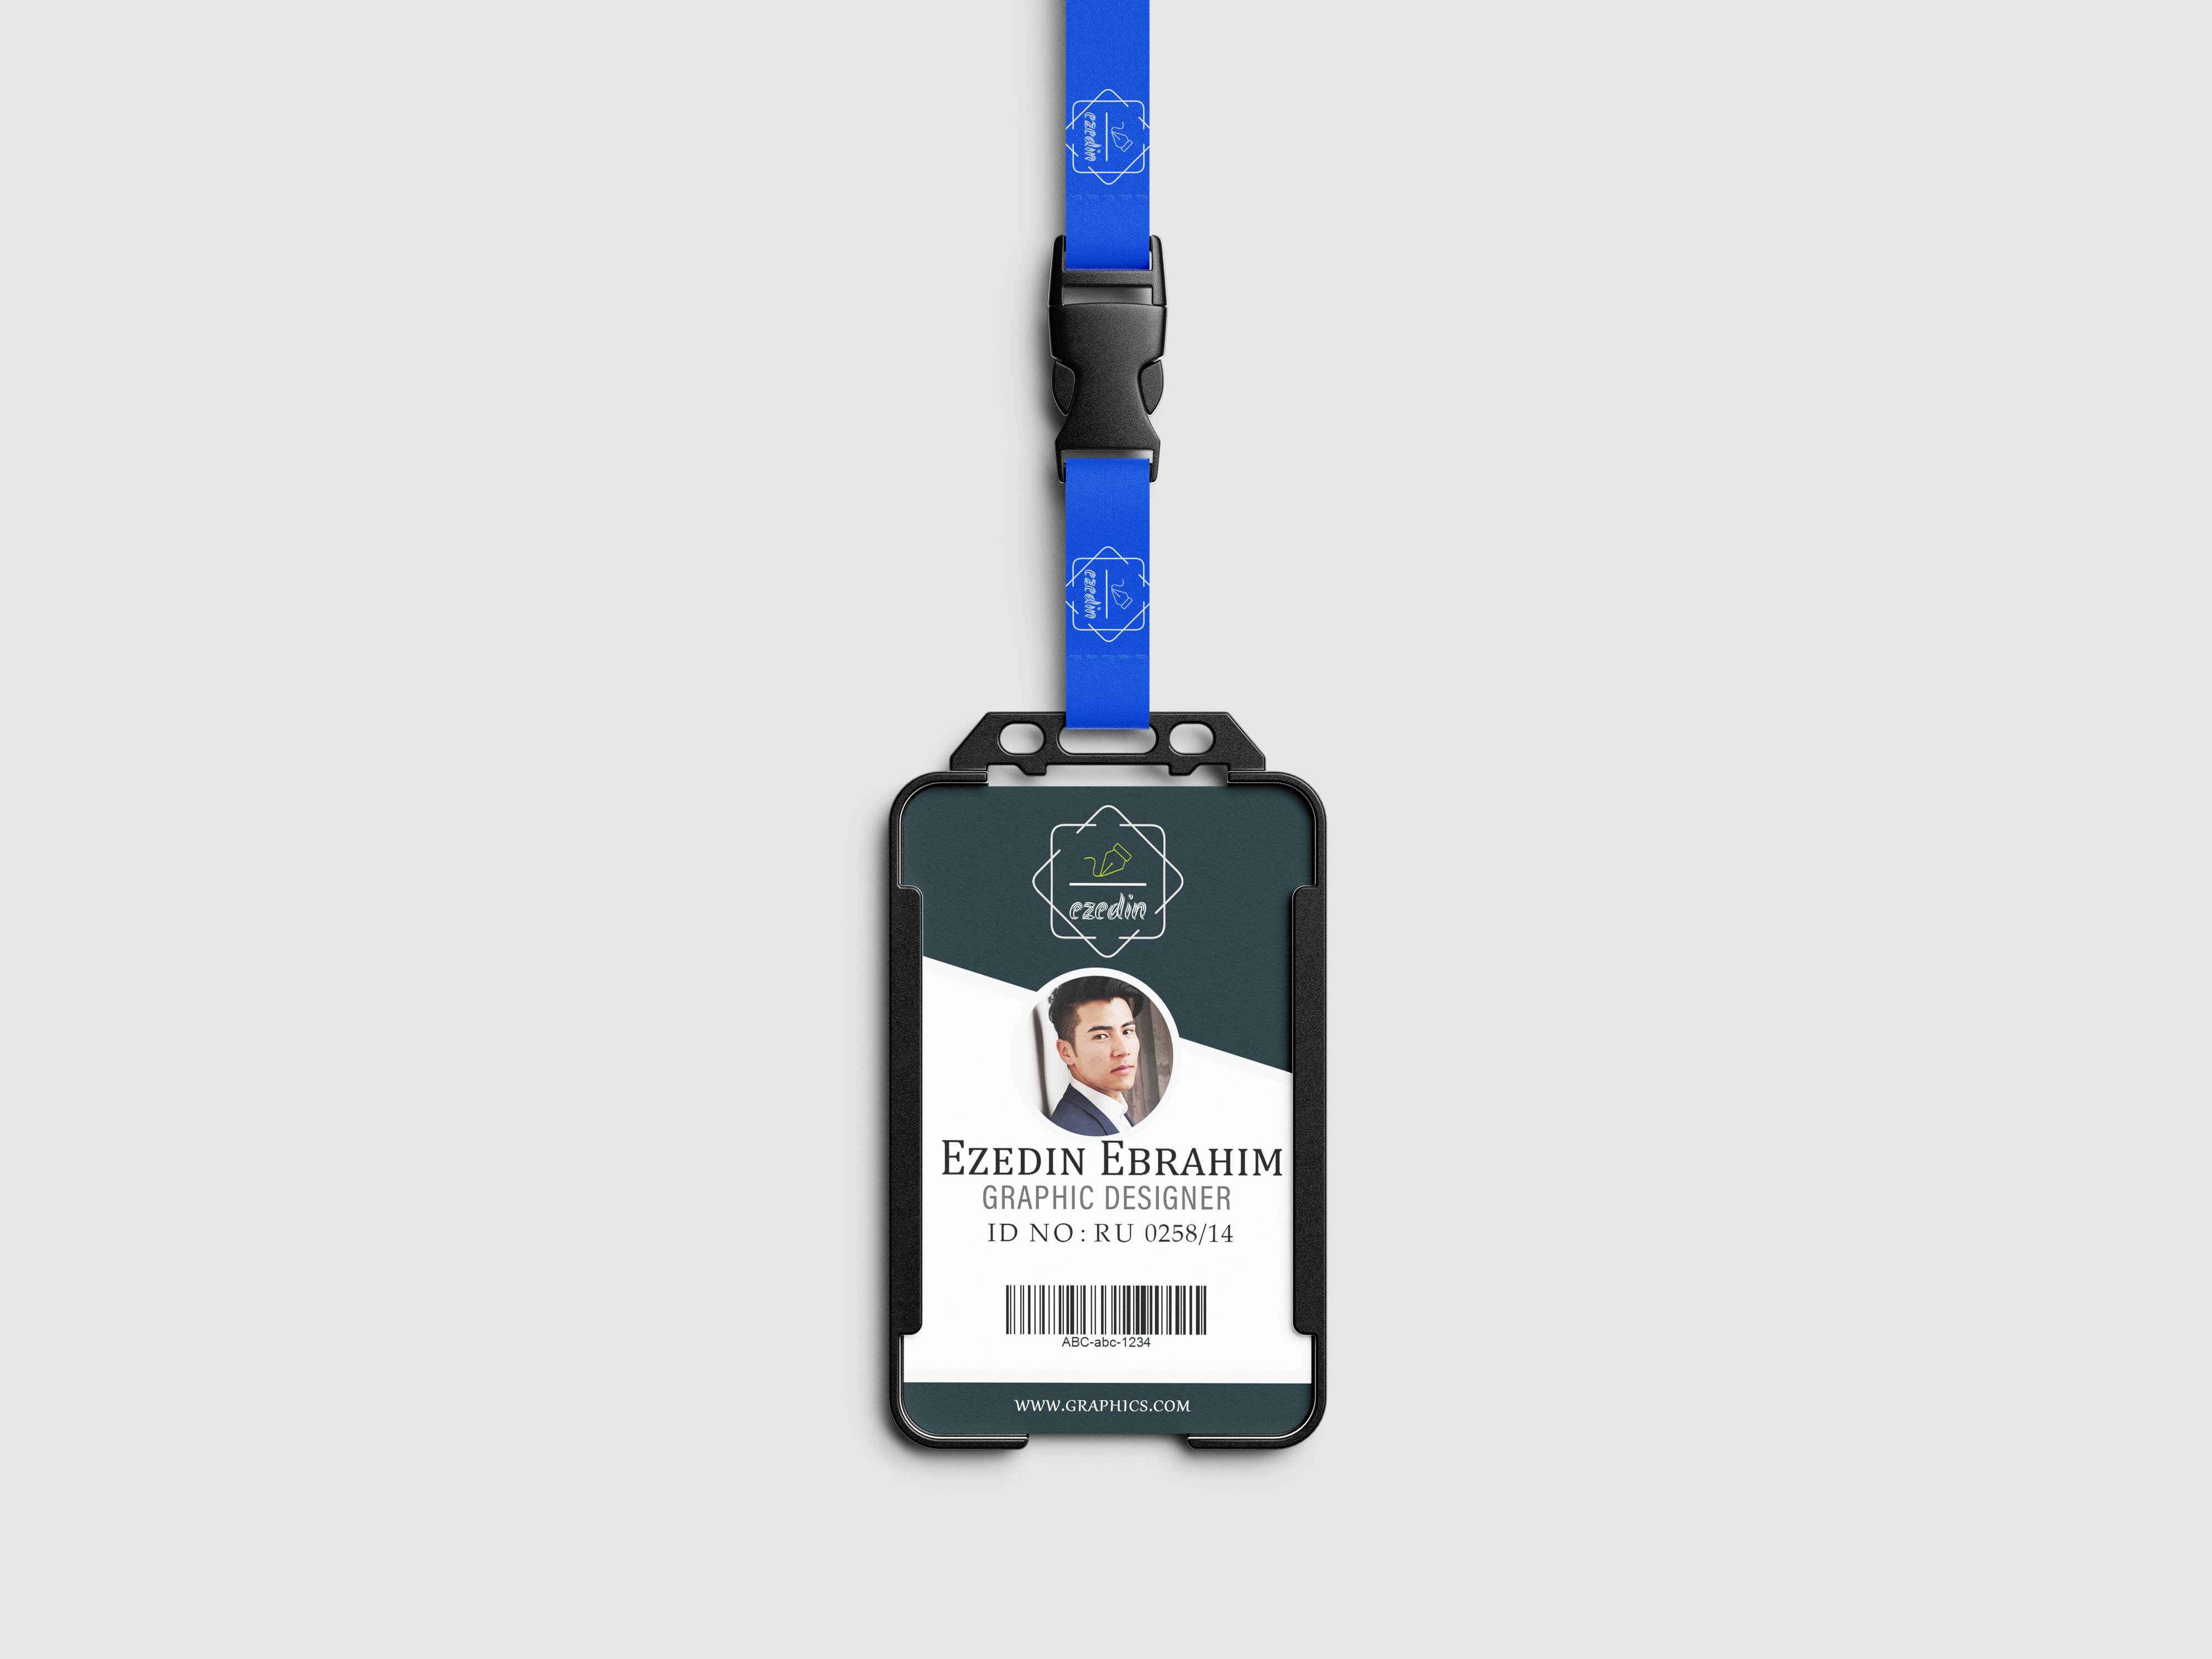 ezedin
ezedin
ezedin
EZEDIN EBRAHIM
GRAPHIC DESIGNER
ID NO : RU 0258/14
ABC-abc-1234
WWW.GRAPHICS.COM